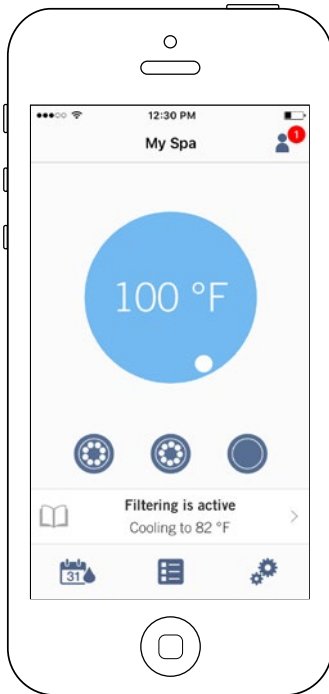 12:30 PM
My Spa
1
100 °F
Filtering is active
Cooling to 82 °F
31